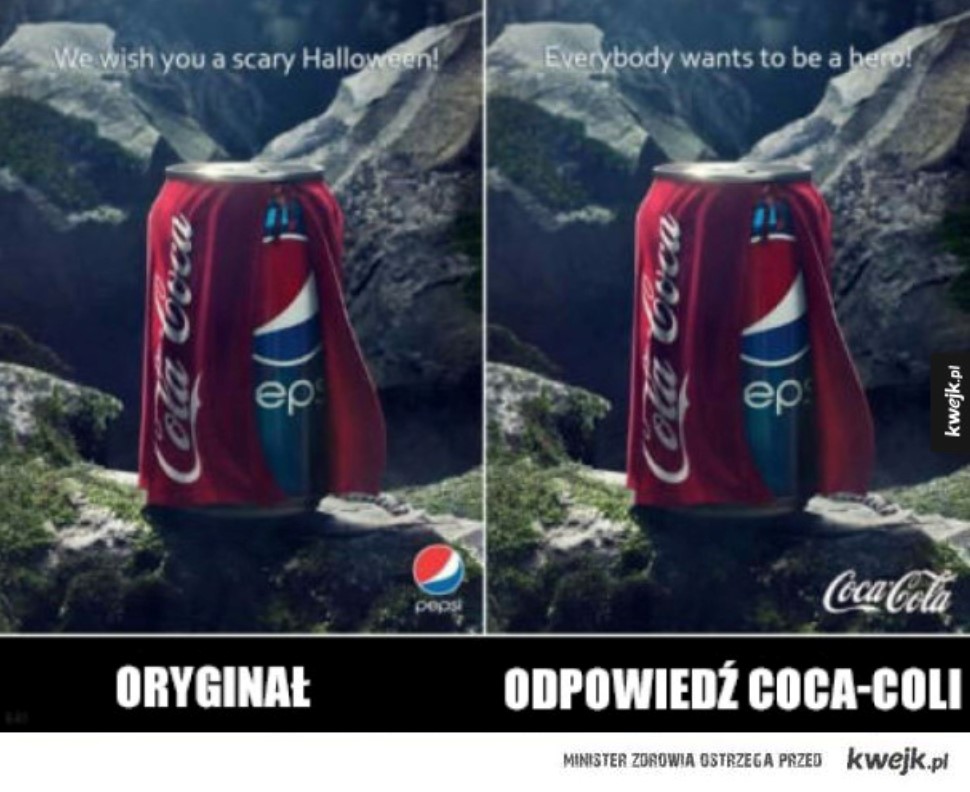 We wish you a scary Halloween!
Coca Cola
eps
pepsi
ORYGINAŁ
Everybody wants to be a hero!
Coca Cola
ep
Coca-Cola
ODPOWIEDŹ COCA-COLI
kwejk.pl
MINISTER ZDROWIA OSTRZEGA PRZED kwejk.pl